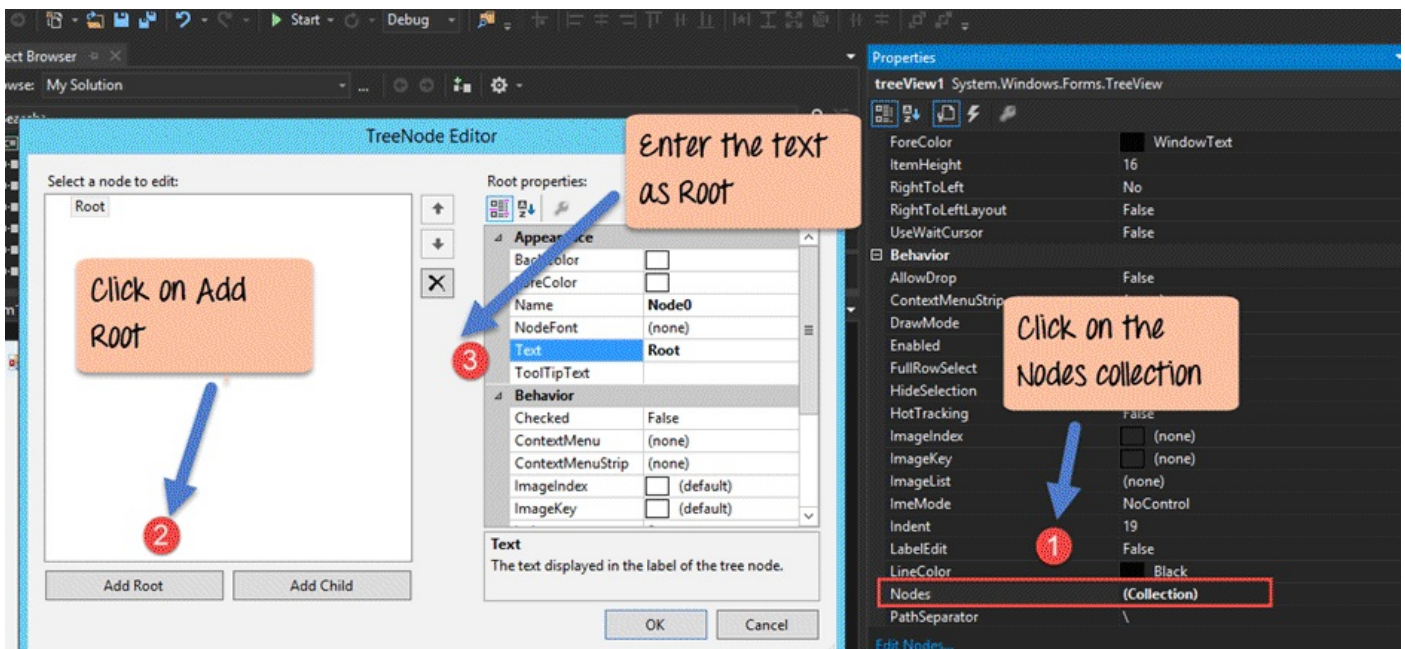 Start
Debug
ect Browser
wse: My Solution
TreeNode Editor
Select a node to edit:
Root
Click on Add
Root
2
Add Root
Add Child
Root properties:
Enter the text
as Root
3
Appearance
BackColor
ForeColor
Name Node0
NodeFont (none)
Text Root
ToolTipText
Behavior
Checked False
ContextMenu (none)
ContextMenuStrip (none)
ImageIndex (default)
ImageKey (default)
Text
The text displayed in the label of the tree node.
OK
Cancel
Properties
treeView1 System.Windows.Forms.TreeView
ForeColor WindowText
ItemHeight 16
RightToLeft No
RightToLeftLayout False
UseWaitCursor False
Behavior
AllowDrop False
ContextMenuStrip
DrawMode
Enabled
FullRowSelect
HideSelection
HotTracking False
Click on the
Nodes collection
ImageIndex (none)
ImageKey (none)
ImageList (none)
ImeMode NoControl
Indent 19
1
LabelEdit False
LineColor Black
Nodes (Collection)
PathSeparator \
Edit Nodes...